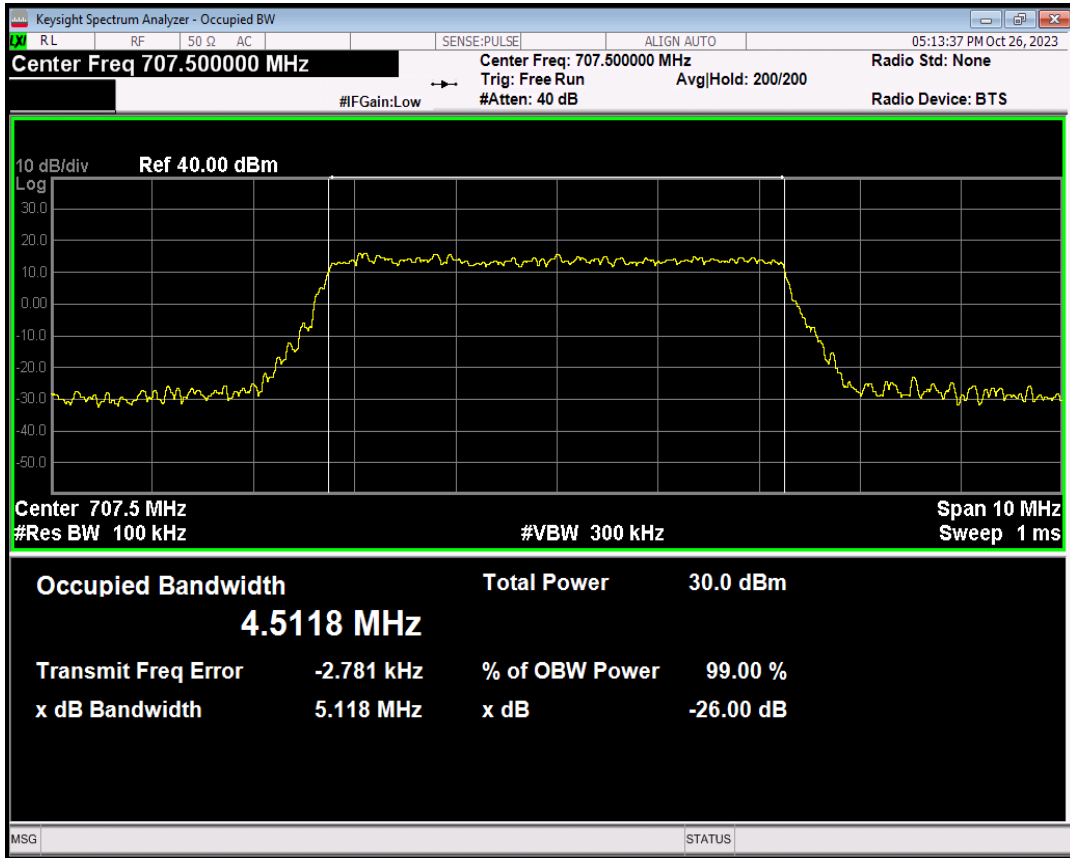 Keysight Spectrum Analyzer - Occupied BW
LXI RL RF 50 Ω AC SENSE:PULSE ALIGN AUTO 05:13:37 PM Oct 26, 2023
Center Freq 707.500000 MHz Center Freq: 707.500000 MHz Radio Std: None
Trig: Free Run Avg|Hold: 200/200
#IFGain:Low #Atten: 40 dB Radio Device: BTS
10 dB/div Ref 40.00 dBm
Log
30.0
20.0
10.0
0.00
-10.0
-20.0
-30.0
-40.0
-50.0
Center 707.5 MHz Span 10 MHz
#Res BW 100 kHz #VBW 300 kHz Sweep 1 ms
Occupied Bandwidth Total Power 30.0 dBm
4.5118 MHz
Transmit Freq Error -2.781 kHz % of OBW Power 99.00 %
x dB Bandwidth 5.118 MHz x dB -26.00 dB
MSG STATUS